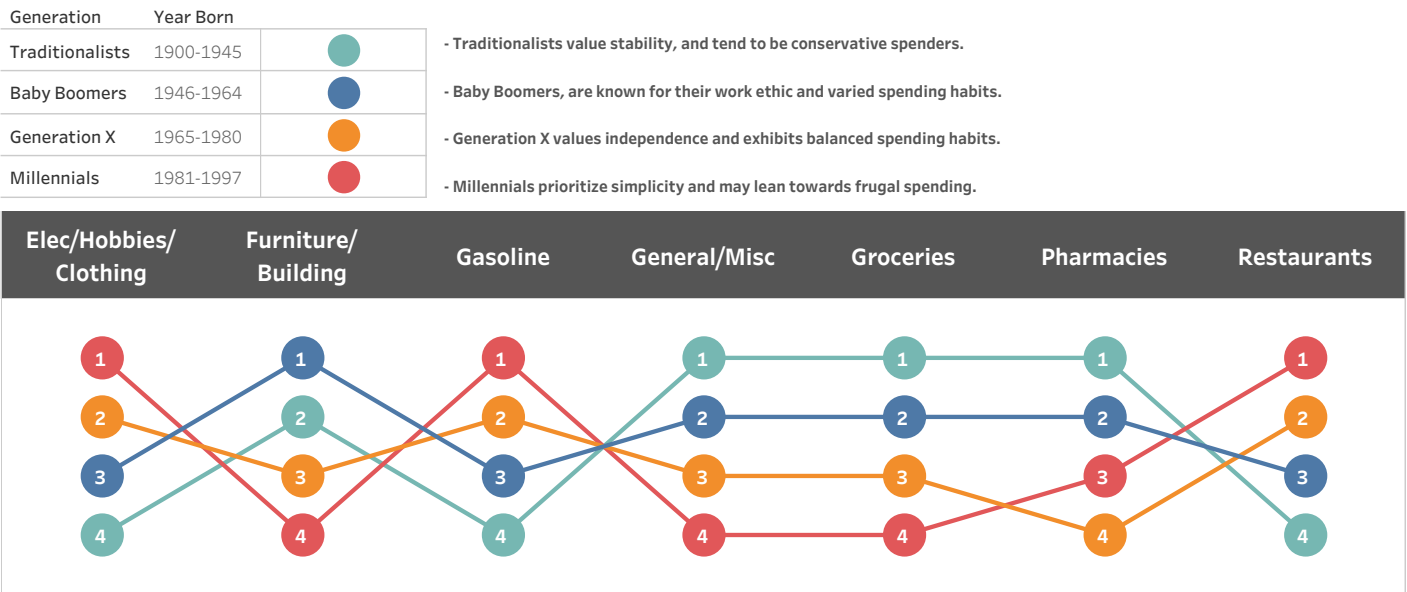 Generation Year Born
Traditionalists 1900-1945
Baby Boomers 1946-1964
Generation X 1965-1980
Millennials 1981-1997
- Traditionalists value stability, and tend to be conservative spenders.
- Baby Boomers, are known for their work ethic and varied spending habits.
- Generation X values independence and exhibits balanced spending habits.
- Millennials prioritize simplicity and may lean towards frugal spending.
Elec/Hobbies/
Clothing
Furniture/
Building
Gasoline
General/Misc
Groceries
Pharmacies
Restaurants
1 1 1 1 1 1 1
2 2 2 2 2 2 2
3 3 3 3 3 3 3
4 4 4 4 4 4 4